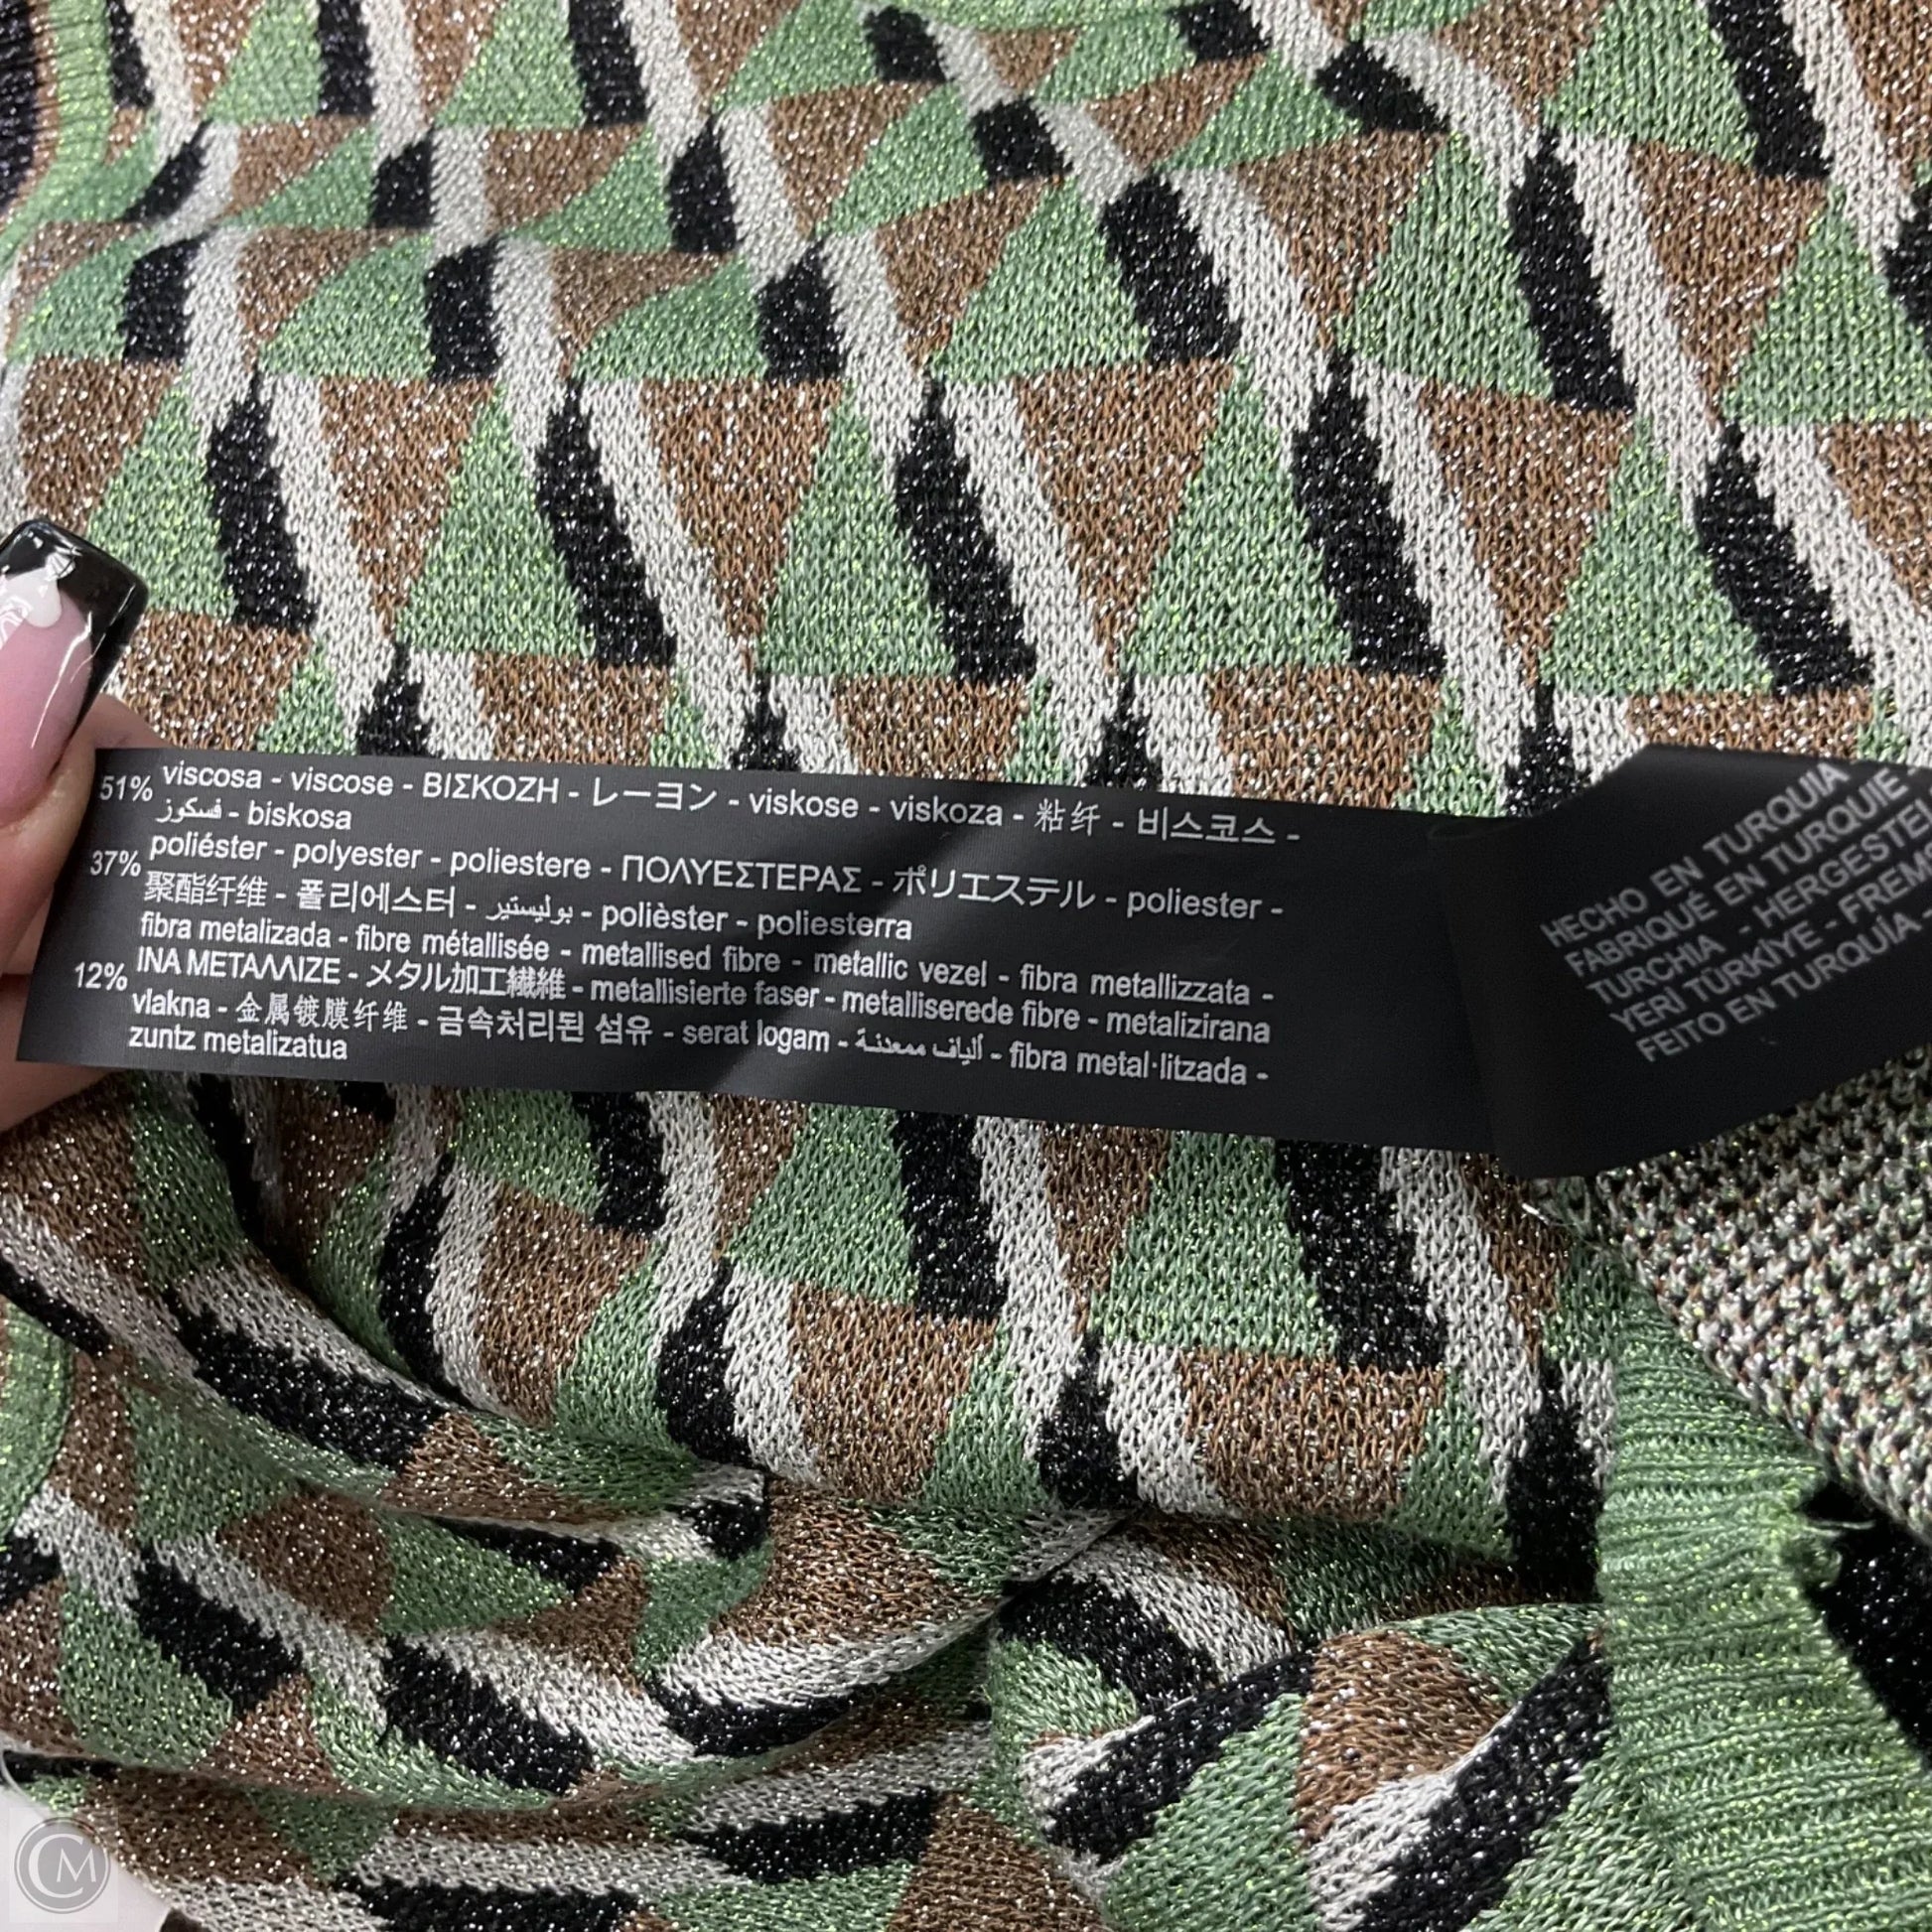 51% viscosa - viscose - ΒΙΣΚΟΖΗ - レーヨン - viskose - viskoza - 粘纤 - 비스코스 -
فسكوز - biskosa
37% poliéster - polyester - poliestere - ΠΟΛΥΕΣΤΕΡΑΣ - ポリエステル - poliester -
聚酯纤维 - 폴리에스터 - بوليستير - polièster - poliesterra
12% fibra metalizada - fibre métallisée - metallised fibre - metallic vezel - fibra metallizzata -
ΙΝΑ ΜΕΤΑΛΛΙΖΕ - メタル加工繊維 - metallisierte faser - metalliserede fibre - metalizirana
vlakna - 金属镀膜纤维 - 금속처리된 섬유 - serat logam - ألياف ممعدننة - fibra metal·litzada -
zuntz metalizatua
HECHO EN TURQUIA
FABRIQUÉ EN TURQUIE -
TURCHIA - HERGESTE
YERİ TÜRKİYE - FREM
FEITO EN TURQUÍA -
CM